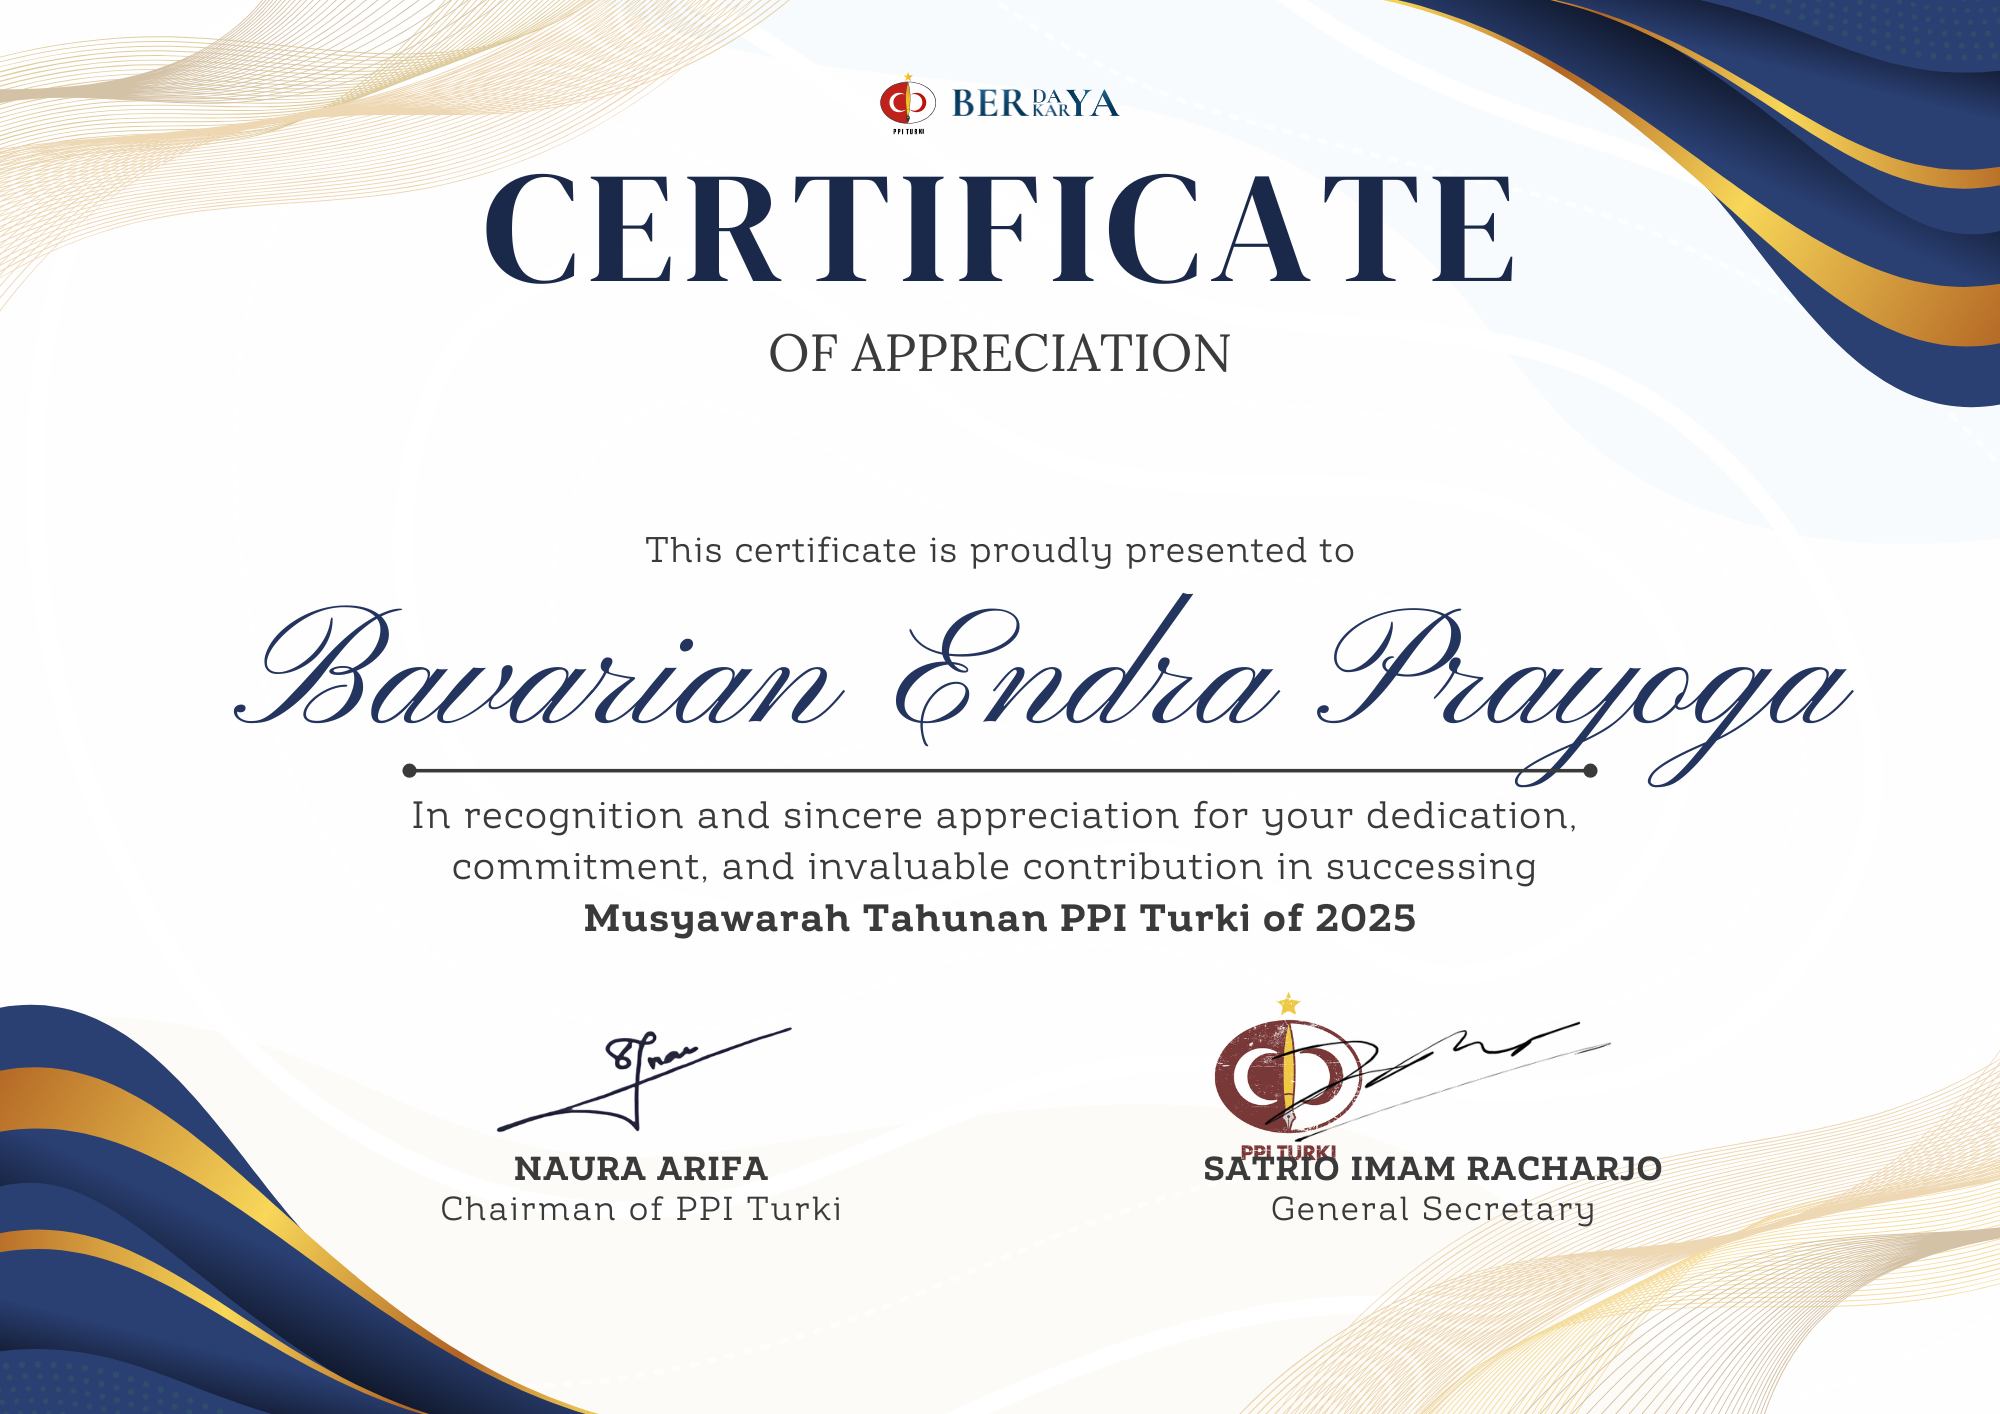 PPI TURKI
BERDAYA
KAR
CERTIFICATE
OF APPRECIATION
This certificate is proudly presented to
Bavarian Endra Prayoga
In recognition and sincere appreciation for your dedication,
commitment, and invaluable contribution in successing
Musyawarah Tahunan PPI Turki of 2025
PPI TURKI
NAURA ARIFA
Chairman of PPI Turki
SATRIO IMAM RACHARJO
General Secretary